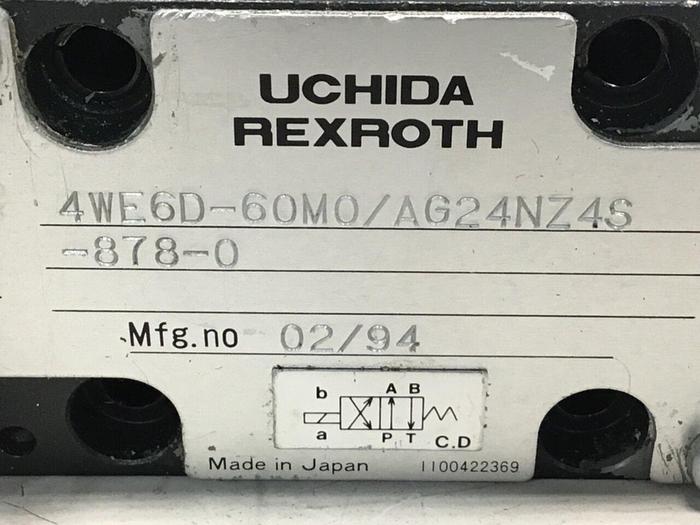 UCHIDA
REXROTH
4WE6D-60M0/AG24NZ4S
-878-0
Mfg.no 02/94
b A B
a P T C.D
Made in Japan 1100422369